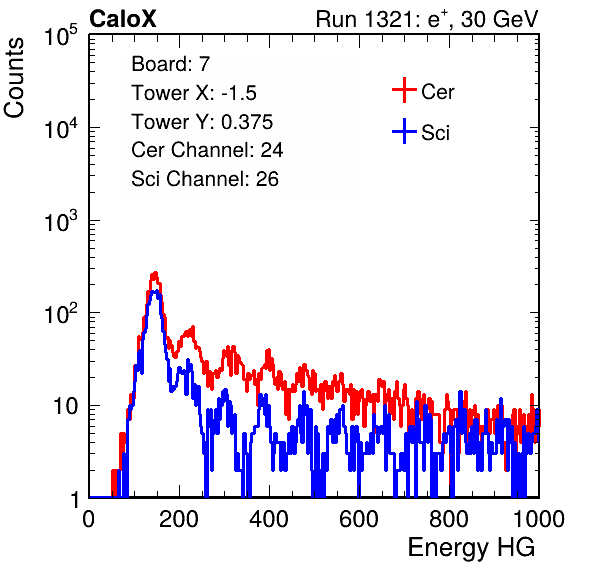 CaloX Run 1321: e⁺, 30 GeV
Counts
10⁵
10⁴
10³
10²
10
1
Board: 7
Tower X: -1.5
Tower Y: 0.375
Cer Channel: 24
Sci Channel: 26
Cer
Sci
0 200 400 600 800 1000
Energy HG